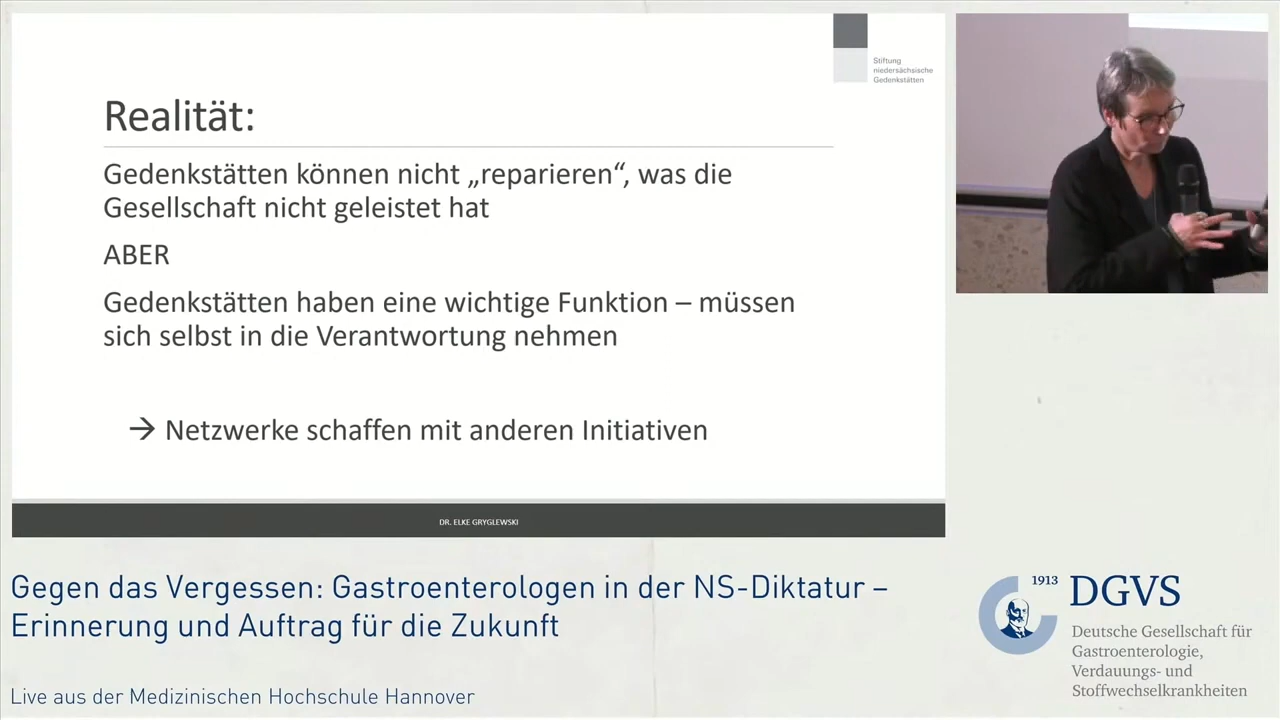 Stiftung
niedersächsische
Gedenkstätten
Realität:
Gedenkstätten können nicht „reparieren“, was die
Gesellschaft nicht geleistet hat
ABER
Gedenkstätten haben eine wichtige Funktion – müssen
sich selbst in die Verantwortung nehmen
→ Netzwerke schaffen mit anderen Initiativen
DR. ELKE GRYGLEWSKI
Gegen das Vergessen: Gastroenterologen in der NS-Diktatur –
Erinnerung und Auftrag für die Zukunft
Live aus der Medizinischen Hochschule Hannover
1913 DGVS
Deutsche Gesellschaft für
Gastroenterologie,
Verdauungs- und
Stoffwechselkrankheiten